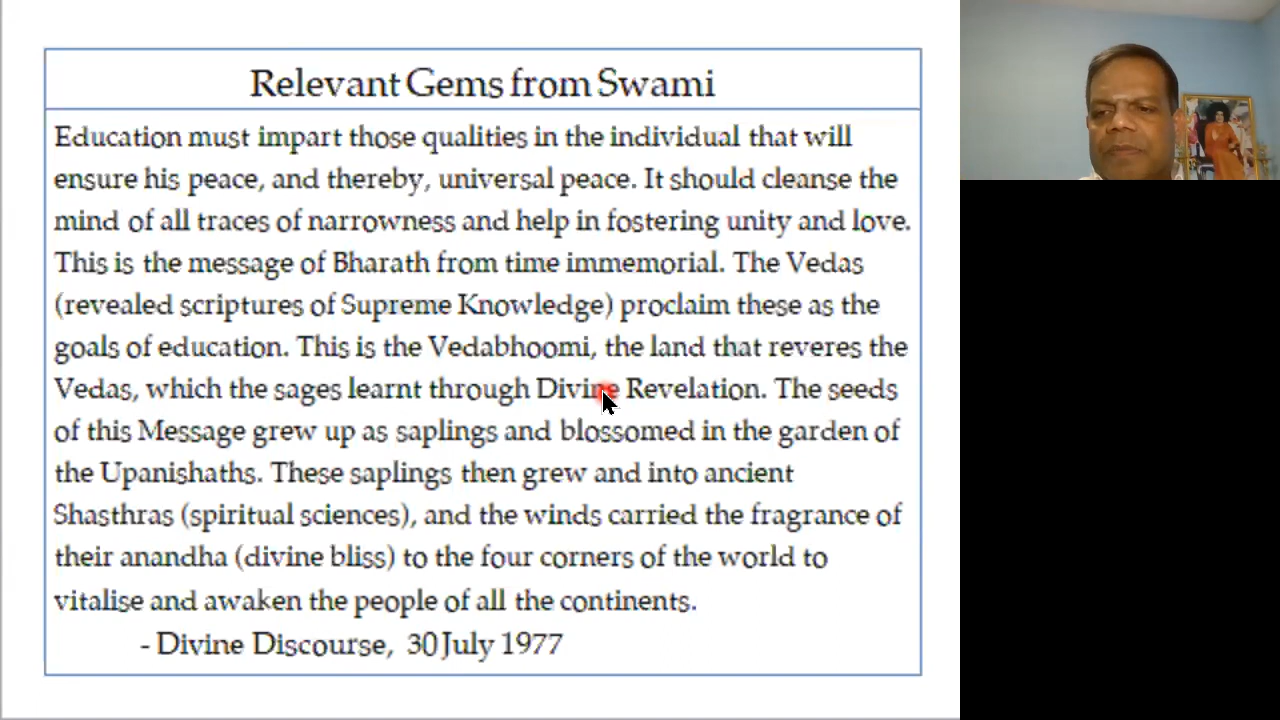 Relevant Gems from Swami
Education must impart those qualities in the individual that will
ensure his peace, and thereby, universal peace. It should cleanse the
mind of all traces of narrowness and help in fostering unity and love.
This is the message of Bharath from time immemorial. The Vedas
(revealed scriptures of Supreme Knowledge) proclaim these as the
goals of education. This is the Vedabhoomi, the land that reveres the
Vedas, which the sages learnt through Divine Revelation. The seeds
of this Message grew up as saplings and blossomed in the garden of
the Upanishaths. These saplings then grew and into ancient
Shasthras (spiritual sciences), and the winds carried the fragrance of
their anandha (divine bliss) to the four corners of the world to
vitalise and awaken the people of all the continents.
- Divine Discourse, 30 July 1977